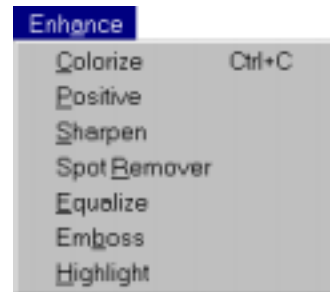 Enhance
Colorize Ctrl+C
Positive
Sharpen
Spot Remover
Equalize
Emboss
Highlight